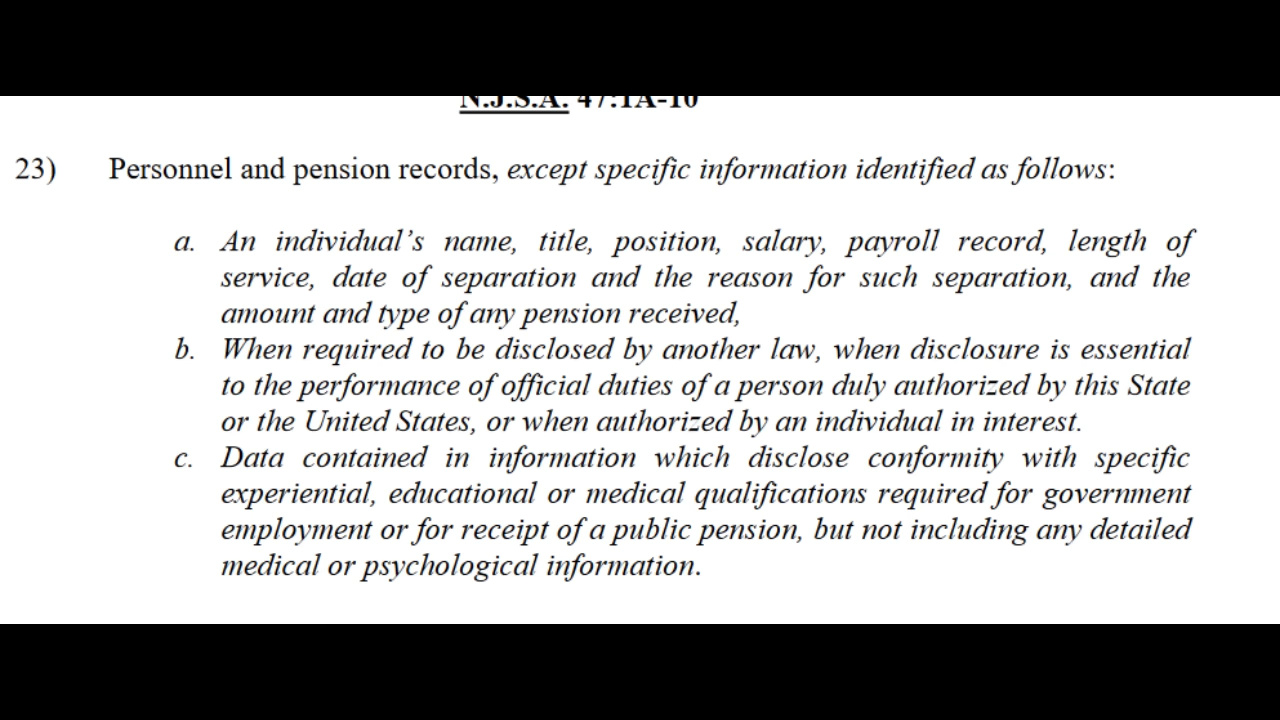 N.J.S.A. 47:1A-10
23) Personnel and pension records, except specific information identified as follows:
a. An individual’s name, title, position, salary, payroll record, length of
service, date of separation and the reason for such separation, and the
amount and type of any pension received,
b. When required to be disclosed by another law, when disclosure is essential
to the performance of official duties of a person duly authorized by this State
or the United States, or when authorized by an individual in interest.
c. Data contained in information which disclose conformity with specific
experiential, educational or medical qualifications required for government
employment or for receipt of a public pension, but not including any detailed
medical or psychological information.